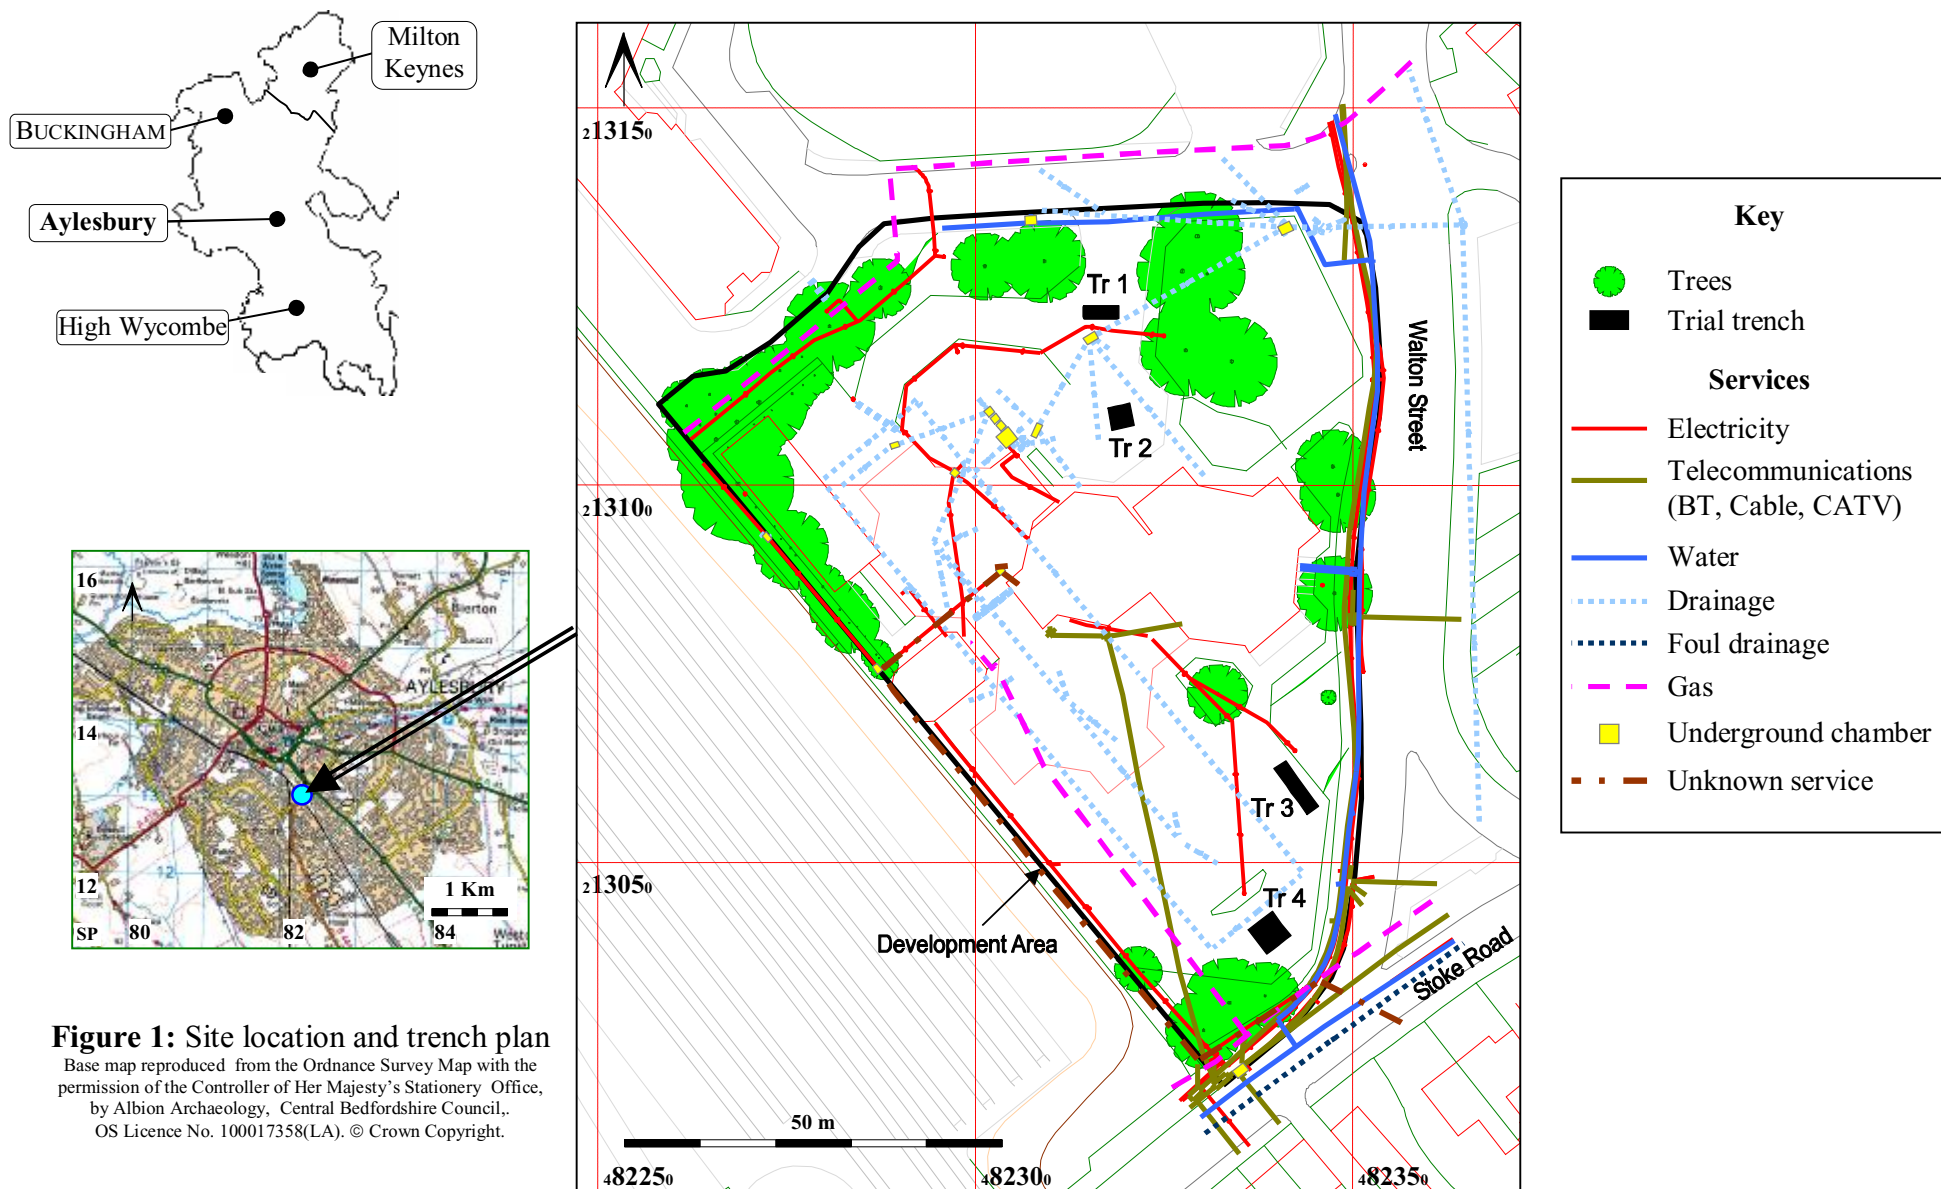 Milton
Keynes
BUCKINGHAM
Aylesbury
High Wycombe
16
14
12
SP
80
82
84
1 Km
AYLESBURY
Bierton
Figure 1: Site location and trench plan
Base map reproduced from the Ordnance Survey Map with the
permission of the Controller of Her Majesty's Stationery Office,
by Albion Archaeology, Central Bedfordshire Council,.
OS Licence No. 100017358(LA). © Crown Copyright.
213150
213100
213050
482250
482300
482350
Tr 1
Tr 2
Tr 3
Tr 4
Walton Street
Stoke Road
Development Area
50 m
Key
Trees
Trial trench
Services
Electricity
Telecommunications
(BT, Cable, CATV)
Water
Drainage
Foul drainage
Gas
Underground chamber
Unknown service